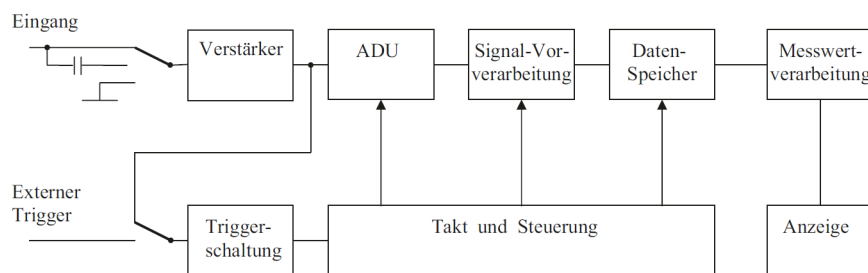 Eingang
Verstärker
ADU
Signal-Vor-
verarbeitung
Daten-
Speicher
Messwert-
verarbeitung
Externer
Trigger
Trigger-
schaltung
Takt und Steuerung
Anzeige